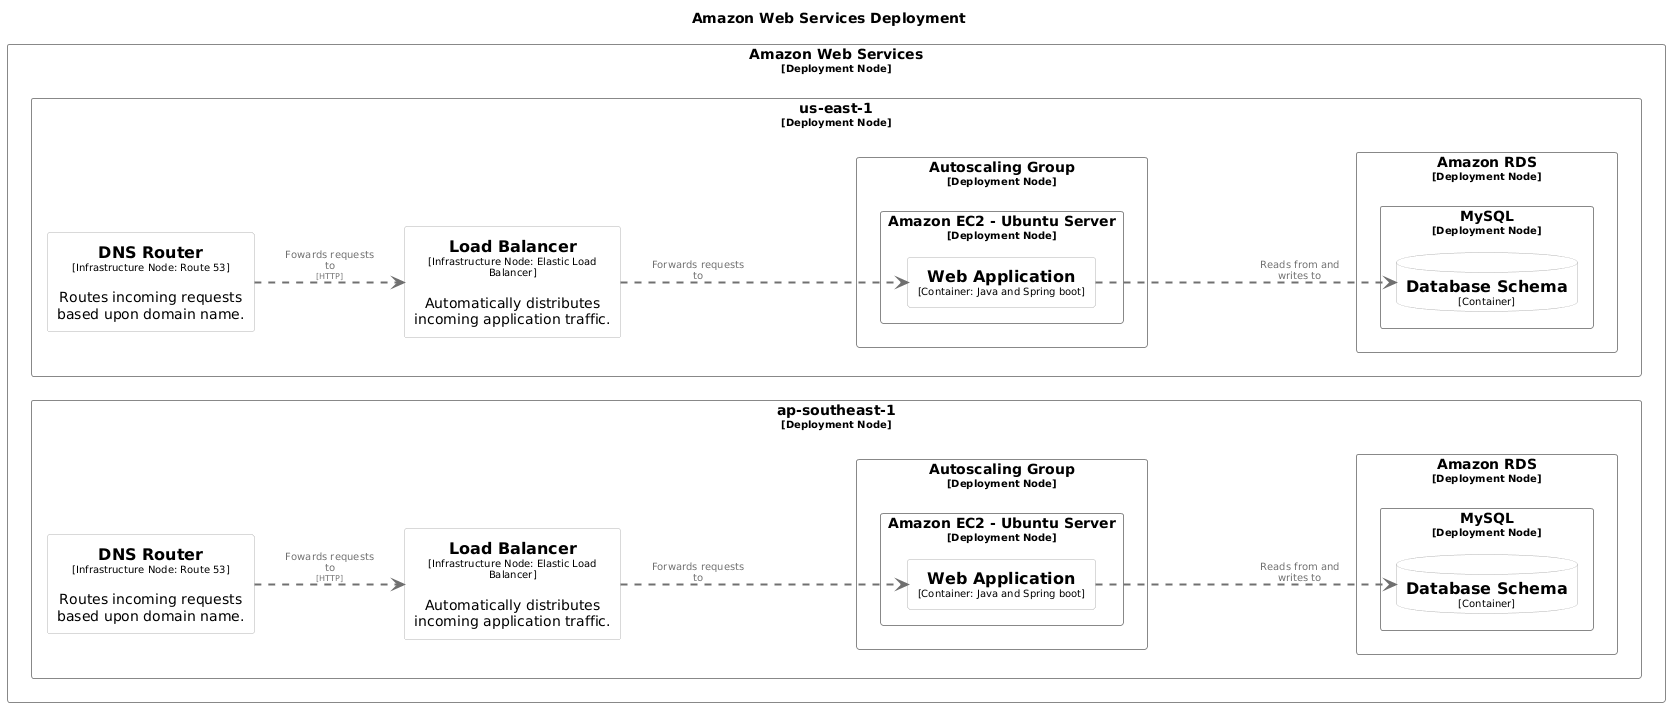 Amazon Web Services Deployment
Amazon Web Services
[Deployment Node]
us-east-1
[Deployment Node]
DNS Router
[Infrastructure Node: Route 53]
Routes incoming requests
based upon domain name.
Fowards requests
to
[HTTP]
Load Balancer
[Infrastructure Node: Elastic Load
Balancer]
Automatically distributes
incoming application traffic.
Forwards requests
to
Autoscaling Group
[Deployment Node]
Amazon EC2 - Ubuntu Server
[Deployment Node]
Web Application
[Container: Java and Spring boot]
Reads from and
writes to
Amazon RDS
[Deployment Node]
MySQL
[Deployment Node]
Database Schema
[Container]
ap-southeast-1
[Deployment Node]
DNS Router
[Infrastructure Node: Route 53]
Routes incoming requests
based upon domain name.
Fowards requests
to
[HTTP]
Load Balancer
[Infrastructure Node: Elastic Load
Balancer]
Automatically distributes
incoming application traffic.
Forwards requests
to
Autoscaling Group
[Deployment Node]
Amazon EC2 - Ubuntu Server
[Deployment Node]
Web Application
[Container: Java and Spring boot]
Reads from and
writes to
Amazon RDS
[Deployment Node]
MySQL
[Deployment Node]
Database Schema
[Container]